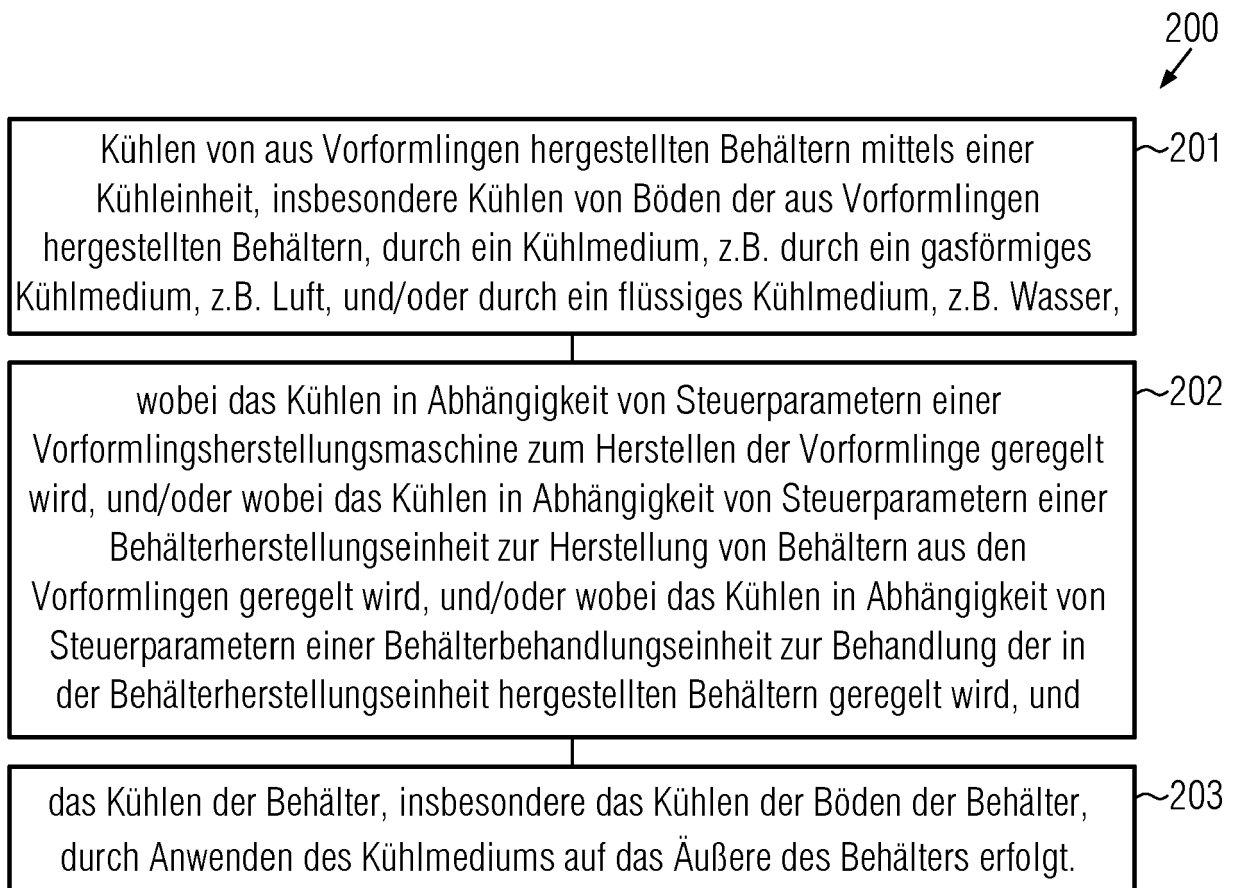 200
Kühlen von aus Vorformlingen hergestellten Behältern mittels einer
201
Kühleinheit, insbesondere Kühlen von Böden der aus Vorformlingen
hergestellten Behältern, durch ein Kühlmedium, z.B. durch ein gasförmiges
Kühlmedium, z.B. Luft, und/oder durch ein flüssiges Kühlmedium, z.B. Wasser,
wobei das Kühlen in Abhängigkeit von Steuerparametern einer
202
Vorformlingsherstellungsmaschine zum Herstellen der Vorformlinge geregelt
wird, und/oder wobei das Kühlen in Abhängigkeit von Steuerparametern einer
Behälterherstellungseinheit zur Herstellung von Behältern aus den
Vorformlingen geregelt wird, und/oder wobei das Kühlen in Abhängigkeit von
Steuerparametern einer Behälterbehandlungseinheit zur Behandlung der in
der Behälterherstellungseinheit hergestellten Behältern geregelt wird, und
das Kühlen der Behälter, insbesondere das Kühlen der Böden der Behälter,
203
durch Anwenden des Kühlmediums auf das Äußere des Behälters erfolgt.